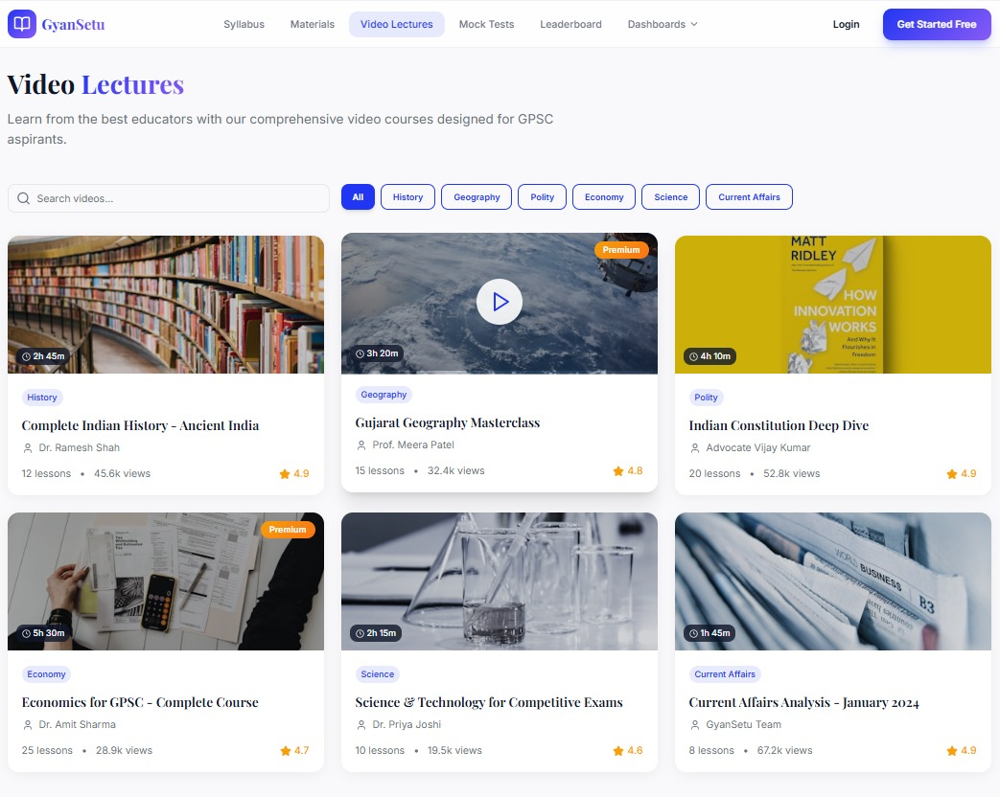 GyanSetu
Syllabus
Materials
Video Lectures
Mock Tests
Leaderboard
Dashboards
Login
Get Started Free
Video Lectures
Learn from the best educators with our comprehensive video courses designed for GPSC
aspirants.
Search videos...
All
History
Geography
Polity
Economy
Science
Current Affairs
2h 45m
History
Complete Indian History - Ancient India
Dr. Ramesh Shah
12 lessons • 45.6k views
4.9
Premium
3h 20m
Geography
Gujarat Geography Masterclass
Prof. Meera Patel
15 lessons • 32.4k views
4.8
MATT
RIDLEY
HOW
INNOVATION
WORKS
And Why It
Flourishes in
Freedom
4h 10m
Polity
Indian Constitution Deep Dive
Advocate Vijay Kumar
20 lessons • 52.8k views
4.9
Premium
5h 30m
Economy
Economics for GPSC - Complete Course
Dr. Amit Sharma
25 lessons • 28.9k views
4.7
2h 15m
Science
Science & Technology for Competitive Exams
Dr. Priya Joshi
10 lessons • 19.5k views
4.6
WORLD BUSINESS
B3
1h 45m
Current Affairs
Current Affairs Analysis - January 2024
GyanSetu Team
8 lessons • 67.2k views
4.9